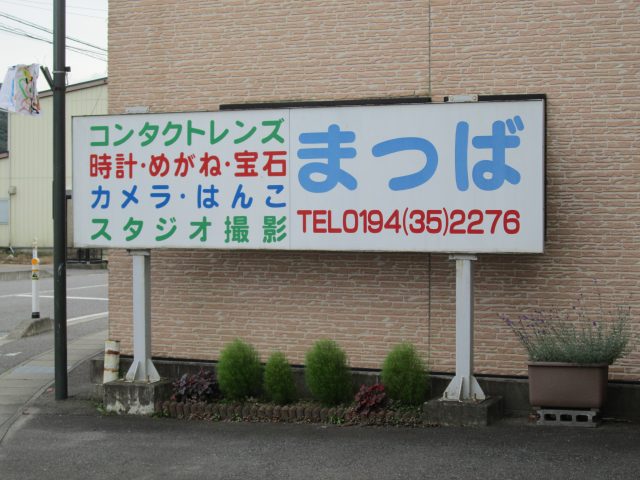 コンタクトレンズ
時計・めがね・宝石
カメラ・はんこ
スタジオ撮影
まつば
TEL0194(35)2276